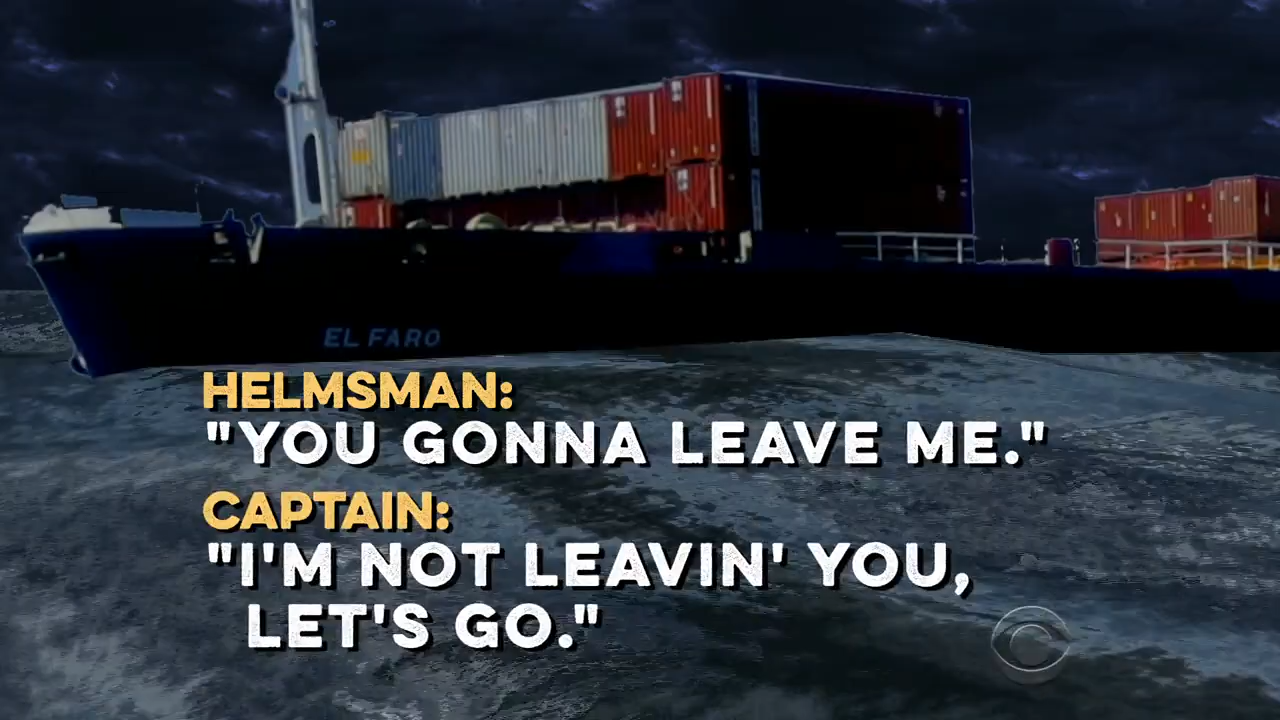 EL FARO
HELMSMAN:
"YOU GONNA LEAVE ME."
CAPTAIN:
"I'M NOT LEAVIN' YOU,
LET'S GO."